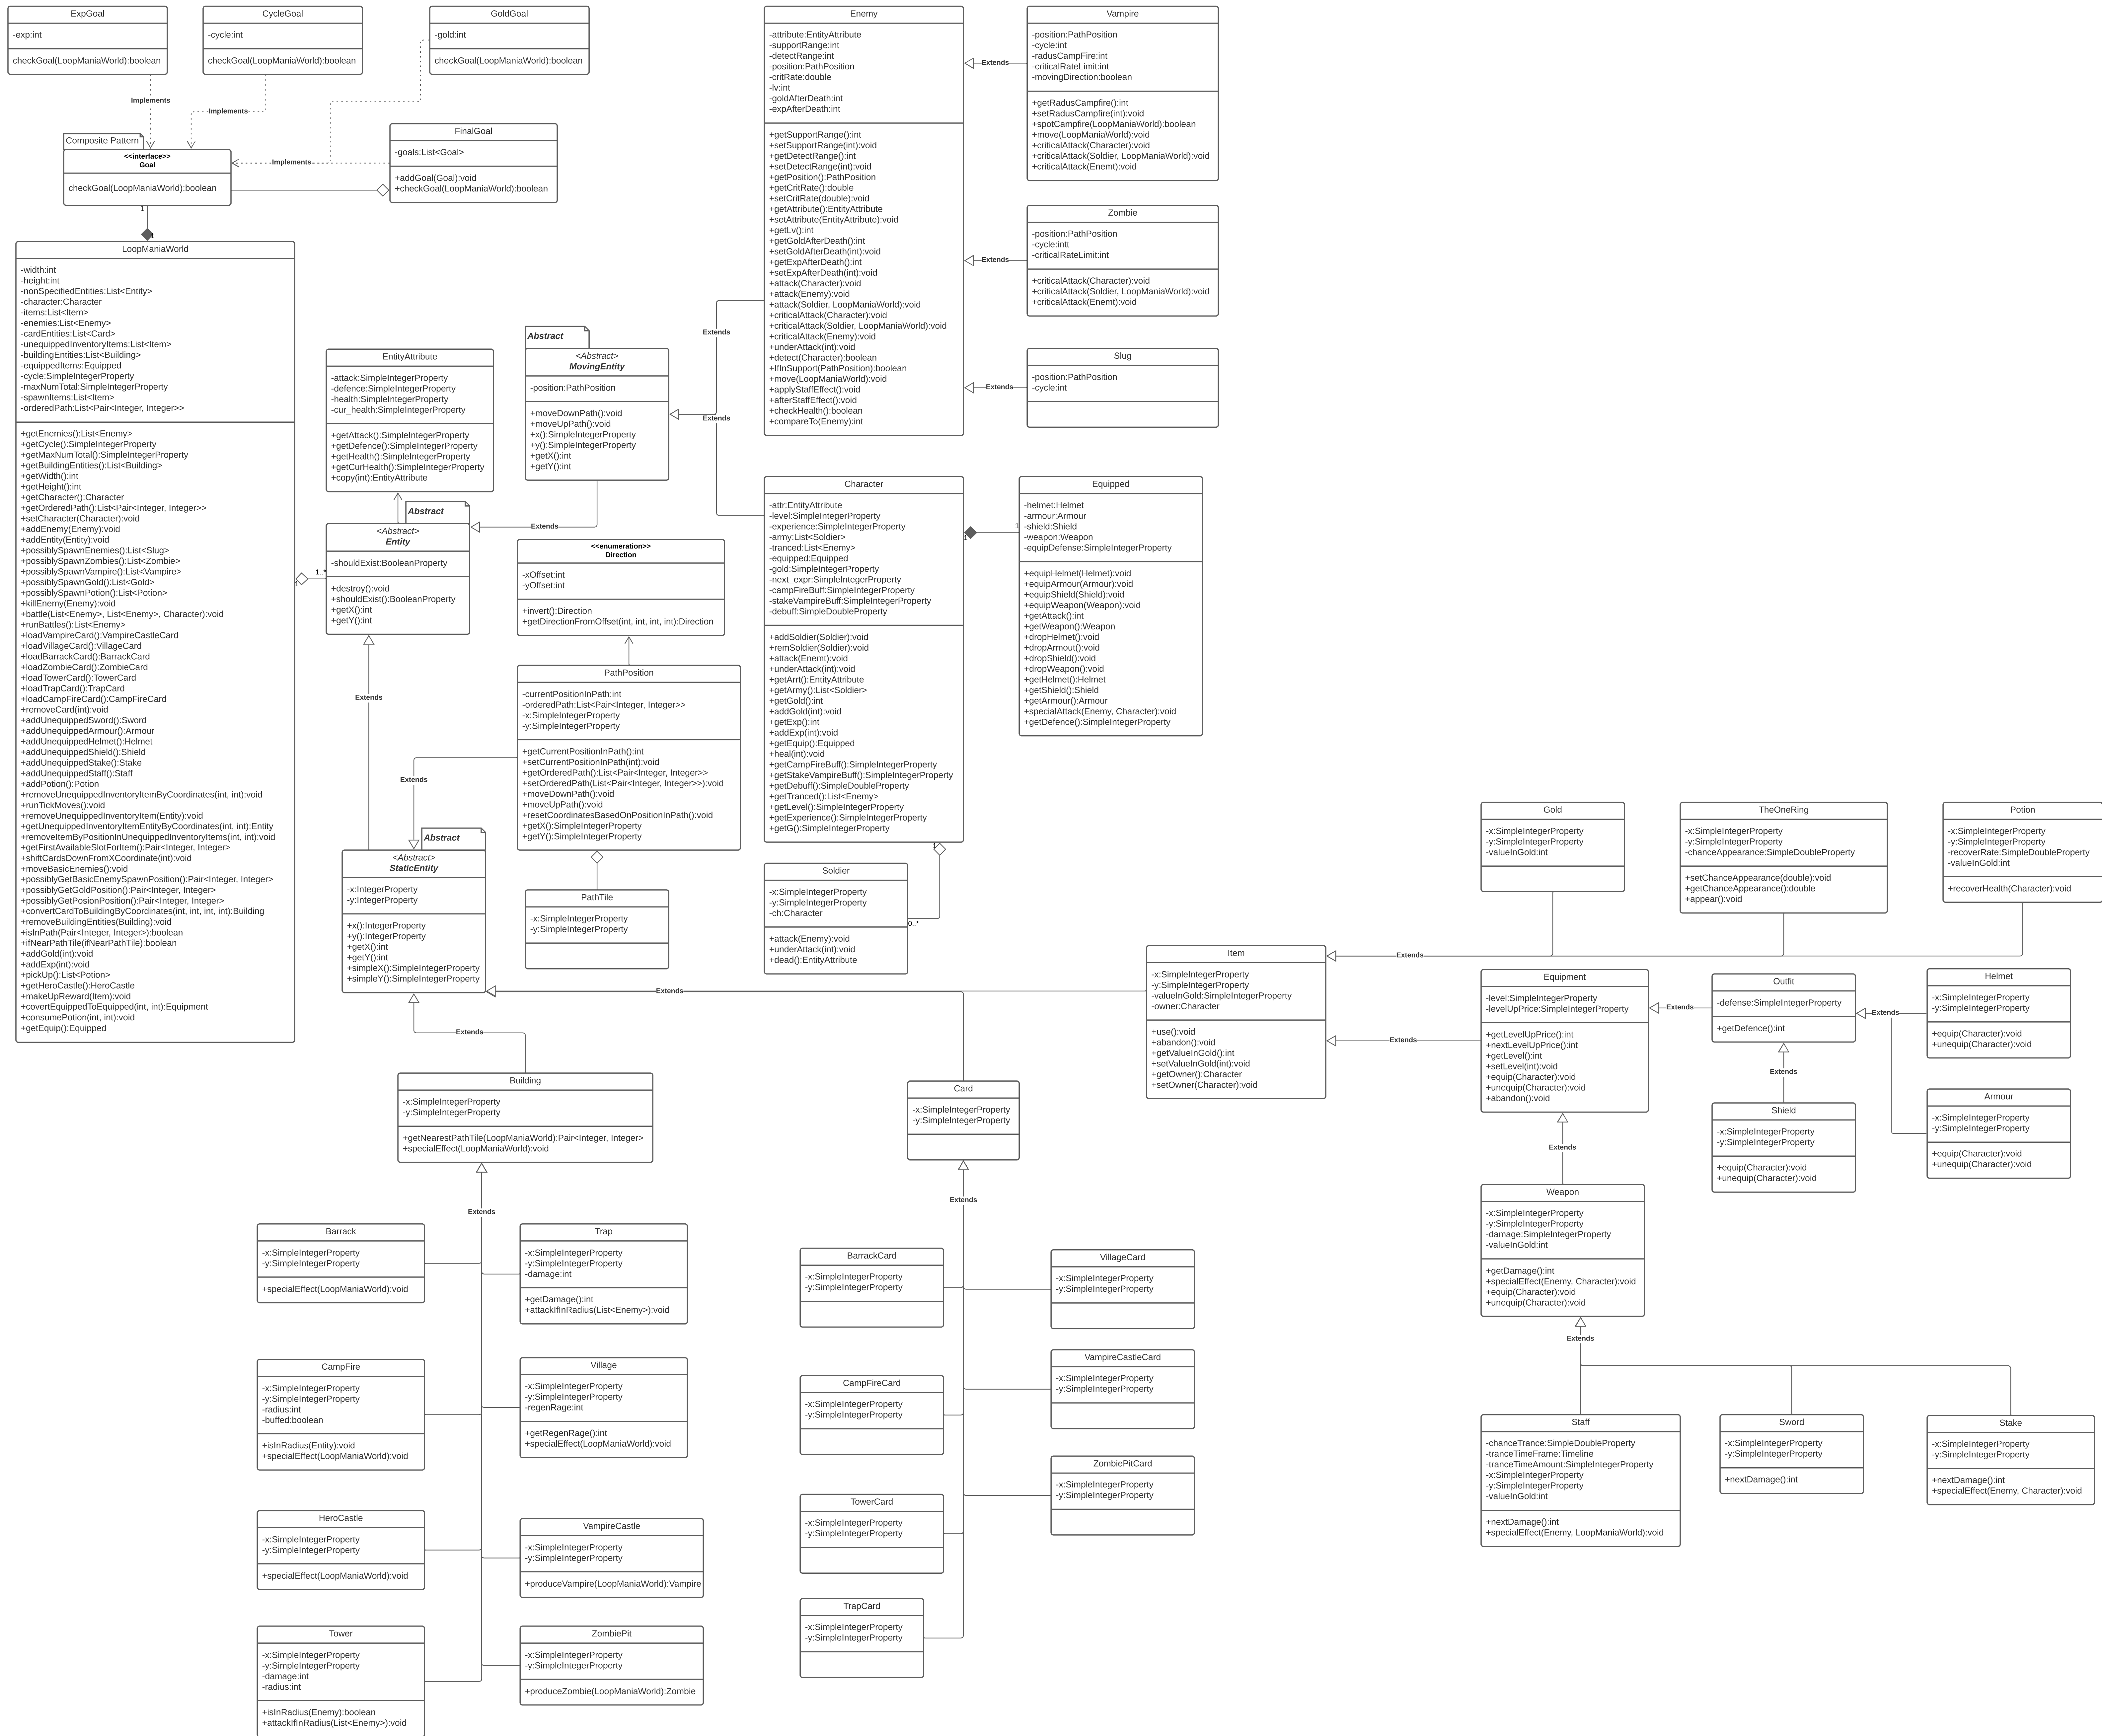 ExpGoal
-exp:int
checkGoal(LoopManiaWorld):boolean
CycleGoal
-cycle:int
checkGoal(LoopManiaWorld):boolean
GoldGoal
-gold:int
checkGoal(LoopManiaWorld):boolean
Implements
Implements
Implements
Composite Pattern
<<interface>>
Goal
checkGoal(LoopManiaWorld):boolean
FinalGoal
-goals:List<Goal>
+addGoal(Goal):void
+checkGoal(LoopManiaWorld):boolean
1
1
LoopManiaWorld
-width:int
-height:int
-nonSpecifiedEntities:List<Entity>
-character:Character
-items:List<Item>
-enemies:List<Enemy>
-cardEntities:List<Card>
-unequippedInventoryItems:List<Item>
-buildingEntities:List<Building>
-equippedItems:Equipped
-cycle:SimpleIntegerProperty
-maxNumTotal:SimpleIntegerProperty
-spawnItems:List<Item>
-orderedPath:List<Pair<Integer, Integer>>
+getEnemies():List<Enemy>
+getCycle():SimpleIntegerProperty
+getMaxNumTotal():SimpleIntegerProperty
+getBuildingEntities():List<Building>
+getWidth():int
+getHeight():int
+getCharacter():Character
+getOrderedPath():List<Pair<Integer, Integer>>
+setCharacter(Character):void
+addEnemy(Enemy):void
+addEntity(Entity):void
+possiblySpawnEnemies():List<Slug>
+possiblySpawnZombies():List<Zombie>
+possiblySpawnVampire():List<Vampire>
+possiblySpawnGold():List<Gold>
+possiblySpawnPotion():List<Potion>
+killEnemy(Enemy):void
+battle(List<Enemy>, List<Enemy>, Character):void
+runBattles():List<Enemy>
+loadVampireCard():VampireCastleCard
+loadVillageCard():VillageCard
+loadBarrackCard():BarrackCard
+loadZombieCard():ZombieCard
+loadTowerCard():TowerCard
+loadTrapCard():TrapCard
+loadCampFireCard():CampFireCard
+removeCard(int):void
+addUnequippedSword():Sword
+addUnequippedArmour():Armour
+addUnequippedHelmet():Helmet
+addUnequippedShield():Shield
+addUnequippedStake():Stake
+addUnequippedStaff():Staff
+addPotion():Potion
+removeUnequippedInventoryItemByCoordinates(int, int):void
+runTickMoves():void
+removeUnequippedInventoryItem(Entity):void
+getUnequippedInventoryItemEntityByCoordinates(int, int):Entity
+removeItemByPositionInUnequippedInventoryItems(int, int):void
+getFirstAvailableSlotForItem():Pair<Integer, Integer>
+shiftCardsDownFromXCoordinate(int):void
+moveBasicEnemies():void
+possiblyGetBasicEnemySpawnPosition():Pair<Integer, Integer>
+possiblyGetGoldPosition():Pair<Integer, Integer>
+possiblyGetPosionPosition():Pair<Integer, Integer>
+convertCardToBuildingByCoordinates(int, int, int, int):Building
+removeBuildingEntities(Building):void
+isInPath(Pair<Integer, Integer>):boolean
+ifNearPathTile(ifNearPathTile):boolean
+addGold(int):void
+addExp(int):void
+pickUp():List<Potion>
+getHeroCastle():HeroCastle
+makeUpReward(Item):void
+covertEquippedToEquipped(int, int):Equipment
+consumePotion(int, int):void
+getEquip():Equipped
1
1..*
EntityAttribute
-attack:SimpleIntegerProperty
-defence:SimpleIntegerProperty
-health:SimpleIntegerProperty
-cur_health:SimpleIntegerProperty
+getAttack():SimpleIntegerProperty
+getDefence():SimpleIntegerProperty
+getHealth():SimpleIntegerProperty
+getCurHealth():SimpleIntegerProperty
+copy(int):EntityAttribute
Abstract
<Abstract>
Entity
-shouldExist:BooleanProperty
+destroy():void
+shouldExist():BooleanProperty
+getX():int
+getY():int
Abstract
<Abstract>
MovingEntity
-position:PathPosition
+moveDownPath():void
+moveUpPath():void
+x():SimpleIntegerProperty
+y():SimpleIntegerProperty
+getX():int
+getY():int
Extends
Extends
Extends
Extends
Extends
<<enumeration>>
Direction
-xOffset:int
-yOffset:int
+invert():Direction
+getDirectionFromOffset(int, int, int, int):Direction
PathPosition
-currentPositionInPath:int
-orderedPath:List<Pair<Integer, Integer>>
-x:SimpleIntegerProperty
-y:SimpleIntegerProperty
+getCurrentPositionInPath():int
+setCurrentPositionInPath(int):void
+getOrderedPath():List<Pair<Integer, Integer>>
+setOrderedPath(List<Pair<Integer, Integer>>):void
+moveDownPath():void
+moveUpPath():void
+resetCoordinatesBasedOnPositionInPath():void
+getX():SimpleIntegerProperty
+getY():SimpleIntegerProperty
PathTile
-x:SimpleIntegerProperty
-y:SimpleIntegerProperty
Abstract
<Abstract>
StaticEntity
-x:IntegerProperty
-y:IntegerProperty
+x():IntegerProperty
+y():IntegerProperty
+getX():int
+getY():int
+simpleX():SimpleIntegerProperty
+simpleY():SimpleIntegerProperty
Extends
Extends
Enemy
-attribute:EntityAttribute
-supportRange:int
-detectRange:int
-position:PathPosition
-critRate:double
-lv:int
-goldAfterDeath:int
-expAfterDeath:int
+getSupportRange():int
+setSupportRange(int):void
+getDetectRange():int
+setDetectRange(int):void
+getPosition():PathPosition
+getCritRate():double
+setCritRate(double):void
+getAttribute():EntityAttribute
+setAttribute(EntityAttribute):void
+getLv():int
+getGoldAfterDeath():int
+setGoldAfterDeath(int):void
+getExpAfterDeath():int
+setExpAfterDeath(int):void
+attack(Character):void
+attack(Enemy):void
+attack(Soldier, LoopManiaWorld):void
+criticalAttack(Character):void
+criticalAttack(Soldier, LoopManiaWorld):void
+criticalAttack(Enemy):void
+underAttack(int):void
+detect(Character):boolean
+IfInSupport(PathPosition):boolean
+move(LoopManiaWorld):void
+applyStaffEffect():void
+afterStaffEffect():void
+checkHealth():boolean
+compareTo(Enemy):int
Extends
Extends
Extends
Vampire
-position:PathPosition
-cycle:int
-radusCampFire:int
-criticalRateLimit:int
-movingDirection:boolean
+getRadusCampfire():int
+setRadusCampfire(int):void
+spotCampfire(LoopManiaWorld):boolean
+move(LoopManiaWorld):void
+criticalAttack(Character):void
+criticalAttack(Soldier, LoopManiaWorld):void
+criticalAttack(Enemt):void
Zombie
-position:PathPosition
-cycle:intt
-criticalRateLimit:int
+criticalAttack(Character):void
+criticalAttack(Soldier, LoopManiaWorld):void
+criticalAttack(Enemt):void
Slug
-position:PathPosition
-cycle:int
Character
-attr:EntityAttribute
-level:SimpleIntegerProperty
-experience:SimpleIntegerProperty
-army:List<Soldier>
-tranced:List<Enemy>
-equipped:Equipped
-gold:SimpleIntegerProperty
-next_expr:SimpleIntegerProperty
-campFireBuff:SimpleIntegerProperty
-stakeVampireBuff:SimpleIntegerProperty
-debuff:SimpleDoubleProperty
+addSoldier(Soldier):void
+remSoldier(Soldier):void
+attack(Enemt):void
+underAttack(int):void
+getArrt():EntityAttribute
+getArmy():List<Soldier>
+getGold():int
+addGold(int):void
+getExp():int
+addExp(int):void
+getEquip():Equipped
+heal(int):void
+getCampFireBuff():SimpleIntegerProperty
+getStakeVampireBuff():SimpleIntegerProperty
+getDebuff():SimpleDoubleProperty
+getTranced():List<Enemy>
+getLevel():SimpleIntegerProperty
+getExperience():SimpleIntegerProperty
+getG():SimpleIntegerProperty
1
1
Equipped
-helmet:Helmet
-armour:Armour
-shield:Shield
-weapon:Weapon
-equipDefense:SimpleIntegerProperty
+equipHelmet(Helmet):void
+equipArmour(Armour):void
+equipShield(Shield):void
+equipWeapon(Weapon):void
+getAttack():int
+getWeapon():Weapon
+dropHelmet():void
+dropArmout():void
+dropShield():void
+dropWeapon():void
+getHelmet():Helmet
+getShield():Shield
+getArmour():Armour
+specialAttack(Enemy, Character):void
+getDefence():SimpleIntegerProperty
1
0..*
Soldier
-x:SimpleIntegerProperty
-y:SimpleIntegerProperty
-ch:Character
+attack(Enemy):void
+underAttack(int):void
+dead():EntityAttribute
Gold
-x:SimpleIntegerProperty
-y:SimpleIntegerProperty
-valueInGold:int
TheOneRing
-x:SimpleIntegerProperty
-y:SimpleIntegerProperty
-chanceAppearance:SimpleDoubleProperty
+setChanceAppearance(double):void
+getChanceAppearance():double
+appear():void
Potion
-x:SimpleIntegerProperty
-y:SimpleIntegerProperty
-recoverRate:SimpleDoubleProperty
-valueInGold:int
+recoverHealth(Character):void
Item
-x:SimpleIntegerProperty
-y:SimpleIntegerProperty
-valueInGold:SimpleIntegerProperty
-owner:Character
+use():void
+abandon():void
+getValueInGold():int
+setValueInGold(int):void
+getOwner():Character
+setOwner(Character):void
Extends
Extends
Equipment
-level:SimpleIntegerProperty
-levelUpPrice:SimpleIntegerProperty
+getLevelUpPrice():int
+nextLevelUpPrice():int
+getLevel():int
+setLevel(int):void
+equip(Character):void
+unequip(Character):void
+abandon():void
Extends
Outfit
-defense:SimpleIntegerProperty
+getDefence():int
Extends
Extends
Helmet
-x:SimpleIntegerProperty
-y:SimpleIntegerProperty
+equip(Character):void
+unequip(Character):void
Shield
-x:SimpleIntegerProperty
-y:SimpleIntegerProperty
+equip(Character):void
+unequip(Character):void
Armour
-x:SimpleIntegerProperty
-y:SimpleIntegerProperty
+equip(Character):void
+unequip(Character):void
Extends
Weapon
-x:SimpleIntegerProperty
-y:SimpleIntegerProperty
-damage:SimpleIntegerProperty
-valueInGold:int
+getDamage():int
+specialEffect(Enemy, Character):void
+equip(Character):void
+unequip(Character):void
Extends
Staff
-chanceTrance:SimpleDoubleProperty
-tranceTimeFrame:Timeline
-tranceTimeAmount:SimpleIntegerProperty
-x:SimpleIntegerProperty
-y:SimpleIntegerProperty
-valueInGold:int
+nextDamage():int
+specialEffect(Enemy, LoopManiaWorld):void
Sword
-x:SimpleIntegerProperty
-y:SimpleIntegerProperty
+nextDamage():int
Stake
-x:SimpleIntegerProperty
-y:SimpleIntegerProperty
+nextDamage():int
+specialEffect(Enemy, Character):void
Building
-x:SimpleIntegerProperty
-y:SimpleIntegerProperty
+getNearestPathTile(LoopManiaWorld):Pair<Integer, Integer>
+specialEffect(LoopManiaWorld):void
Extends
Barrack
-x:SimpleIntegerProperty
-y:SimpleIntegerProperty
+specialEffect(LoopManiaWorld):void
Trap
-x:SimpleIntegerProperty
-y:SimpleIntegerProperty
-damage:int
+getDamage():int
+attackIfInRadius(List<Enemy>):void
CampFire
-x:SimpleIntegerProperty
-y:SimpleIntegerProperty
-radius:int
-buffed:boolean
+isInRadius(Entity):void
+specialEffect(LoopManiaWorld):void
Village
-x:SimpleIntegerProperty
-y:SimpleIntegerProperty
-regenRage:int
+getRegenRage():int
+specialEffect(LoopManiaWorld):void
HeroCastle
-x:SimpleIntegerProperty
-y:SimpleIntegerProperty
+specialEffect(LoopManiaWorld):void
VampireCastle
-x:SimpleIntegerProperty
-y:SimpleIntegerProperty
+produceVampire(LoopManiaWorld):Vampire
Tower
-x:SimpleIntegerProperty
-y:SimpleIntegerProperty
-damage:int
-radius:int
+isInRadius(Enemy):boolean
+attackIfInRadius(List<Enemy>):void
ZombiePit
-x:SimpleIntegerProperty
-y:SimpleIntegerProperty
+produceZombie(LoopManiaWorld):Zombie
Card
-x:SimpleIntegerProperty
-y:SimpleIntegerProperty
Extends
BarrackCard
-x:SimpleIntegerProperty
-y:SimpleIntegerProperty
VillageCard
-x:SimpleIntegerProperty
-y:SimpleIntegerProperty
CampFireCard
-x:SimpleIntegerProperty
-y:SimpleIntegerProperty
VampireCastleCard
-x:SimpleIntegerProperty
-y:SimpleIntegerProperty
TowerCard
-x:SimpleIntegerProperty
-y:SimpleIntegerProperty
ZombiePitCard
-x:SimpleIntegerProperty
-y:SimpleIntegerProperty
TrapCard
-x:SimpleIntegerProperty
-y:SimpleIntegerProperty